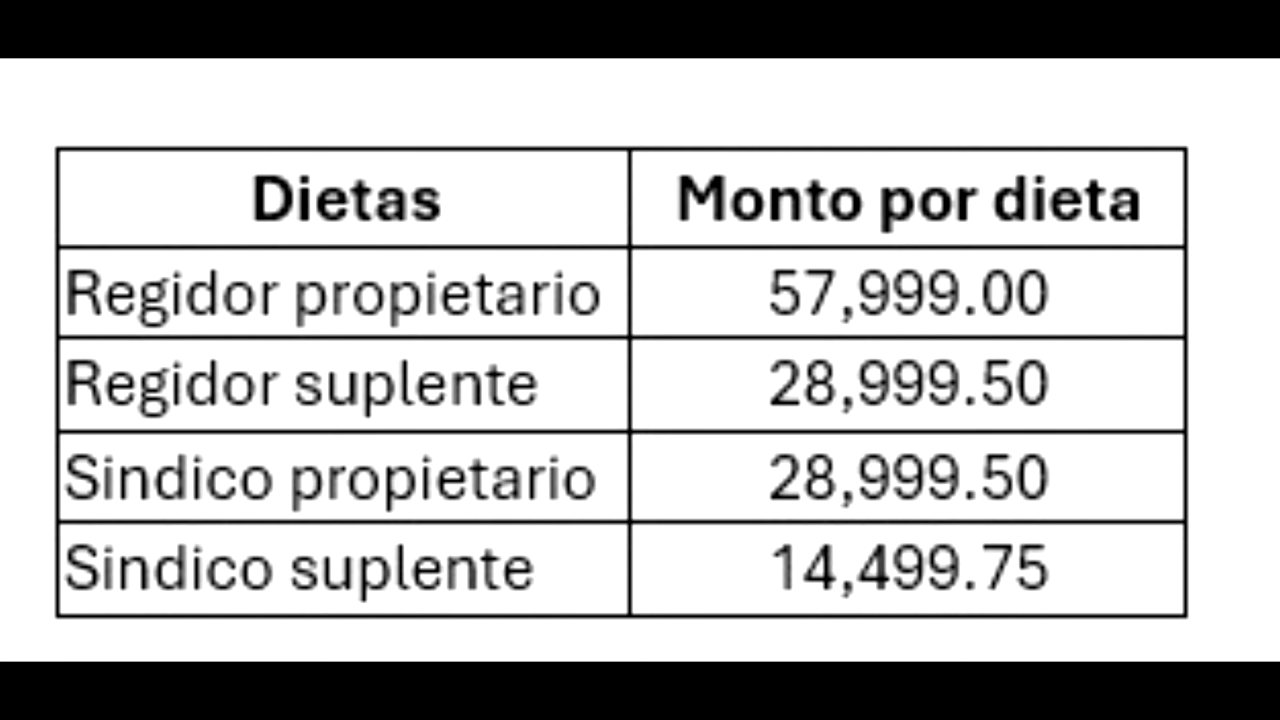 Dietas Monto por dieta
Regidor propietario 57,999.00
Regidor suplente 28,999.50
Sindico propietario 28,999.50
Sindico suplente 14,499.75